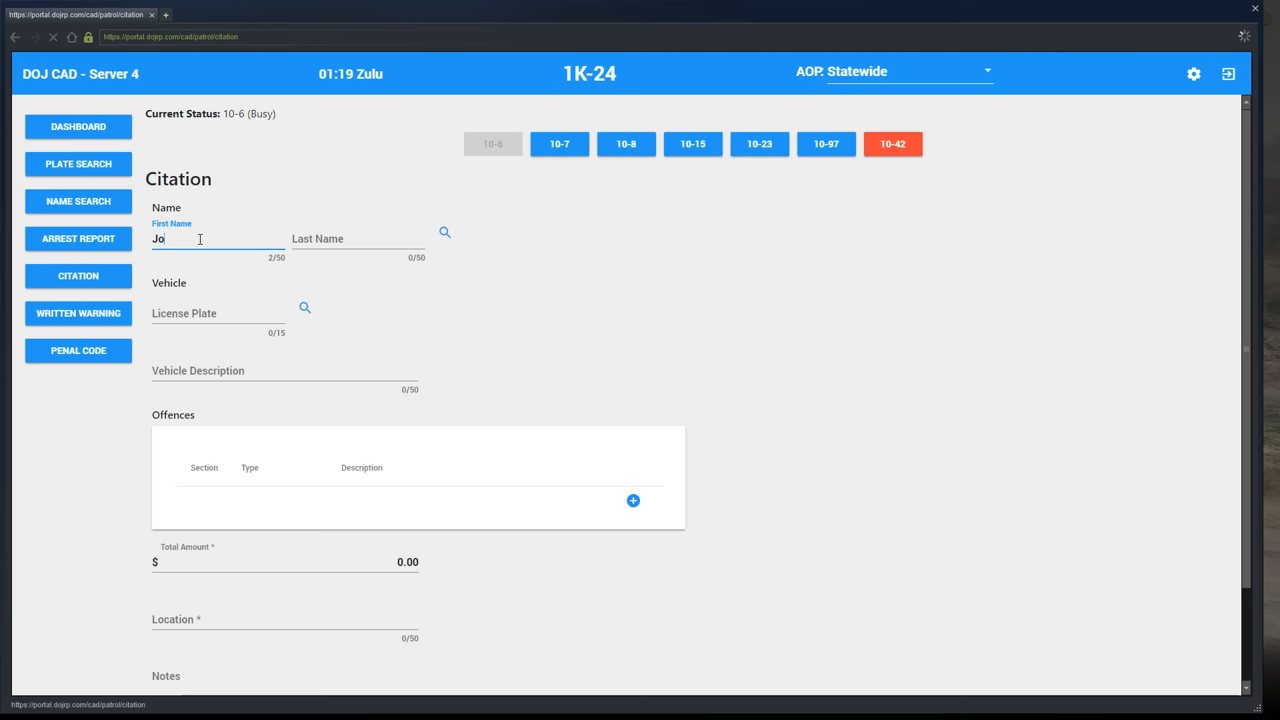 https://portal.dojrp.com/cad/patrol/citation
https://portal.dojrp.com/cad/patrol/citation
DOJ CAD - Server 4
01:19 Zulu
1K-24
AOP: Statewide
Current Status: 10-6 (Busy)
DASHBOARD
PLATE SEARCH
NAME SEARCH
ARREST REPORT
CITATION
WRITTEN WARNING
PENAL CODE
10-6
10-7
10-8
10-15
10-23
10-97
10-42
Citation
Name
First Name
Jo
Last Name
2/50
0/50
Vehicle
License Plate
0/15
Vehicle Description
0/50
Offences
Section
Type
Description
Total Amount *
$
0.00
Location *
0/50
Notes
https://portal.dojrp.com/cad/patrol/citation